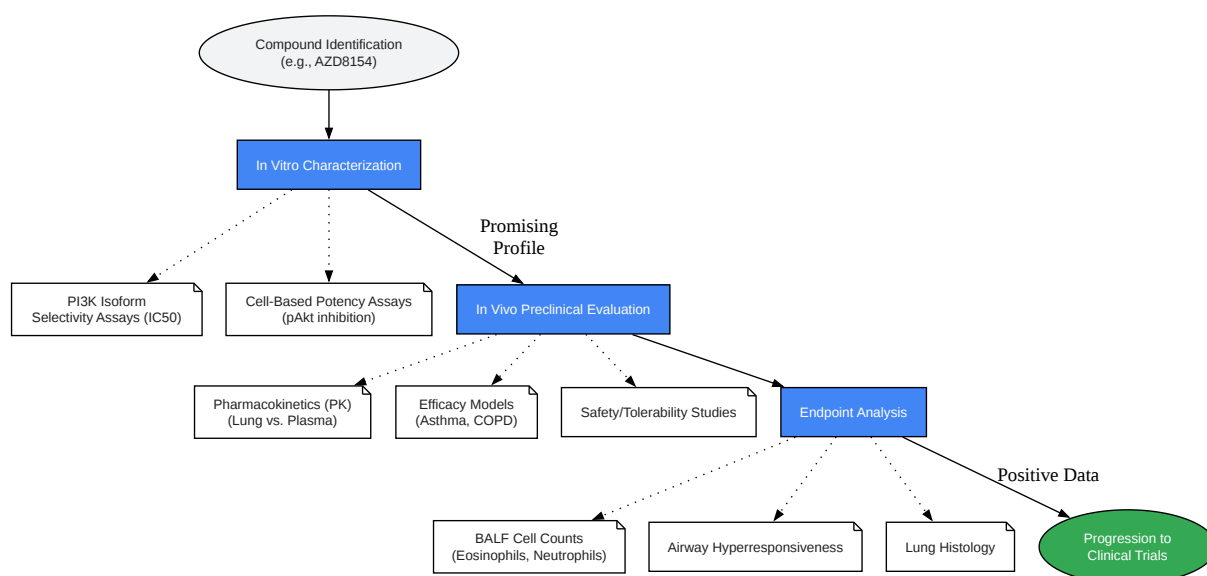 Compound Identification
(e.g., AZD8154)
In Vitro Characterization
Promising
Profile
PI3K Isoform
Selectivity Assays (IC50)
Cell-Based Potency Assays
(pAkt inhibition)
In Vivo Preclinical Evaluation
Pharmacokinetics (PK)
(Lung vs. Plasma)
Efficacy Models
(Asthma, COPD)
Safety/Tolerability Studies
Endpoint Analysis
Positive Data
BALF Cell Counts
(Eosinophils, Neutrophils)
Airway Hyperresponsiveness
Lung Histology
Progression to
Clinical Trials